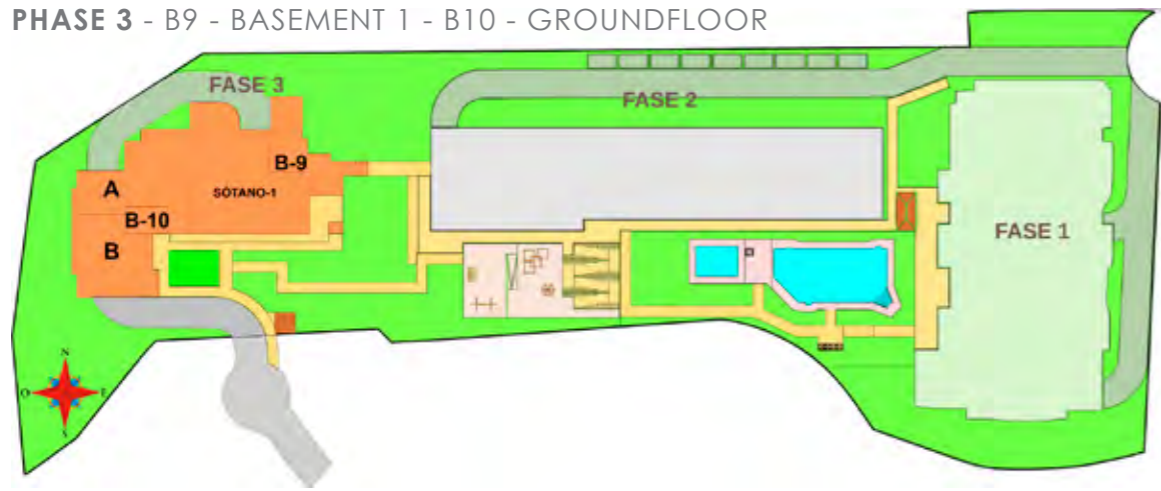 PHASE 3 - B9 - BASEMENT 1 - B10 - GROUNDFLOOR
FASE 3
FASE 2
B-9
A
SÓTANO-1
B-10
B
FASE 1
N
O
E
S